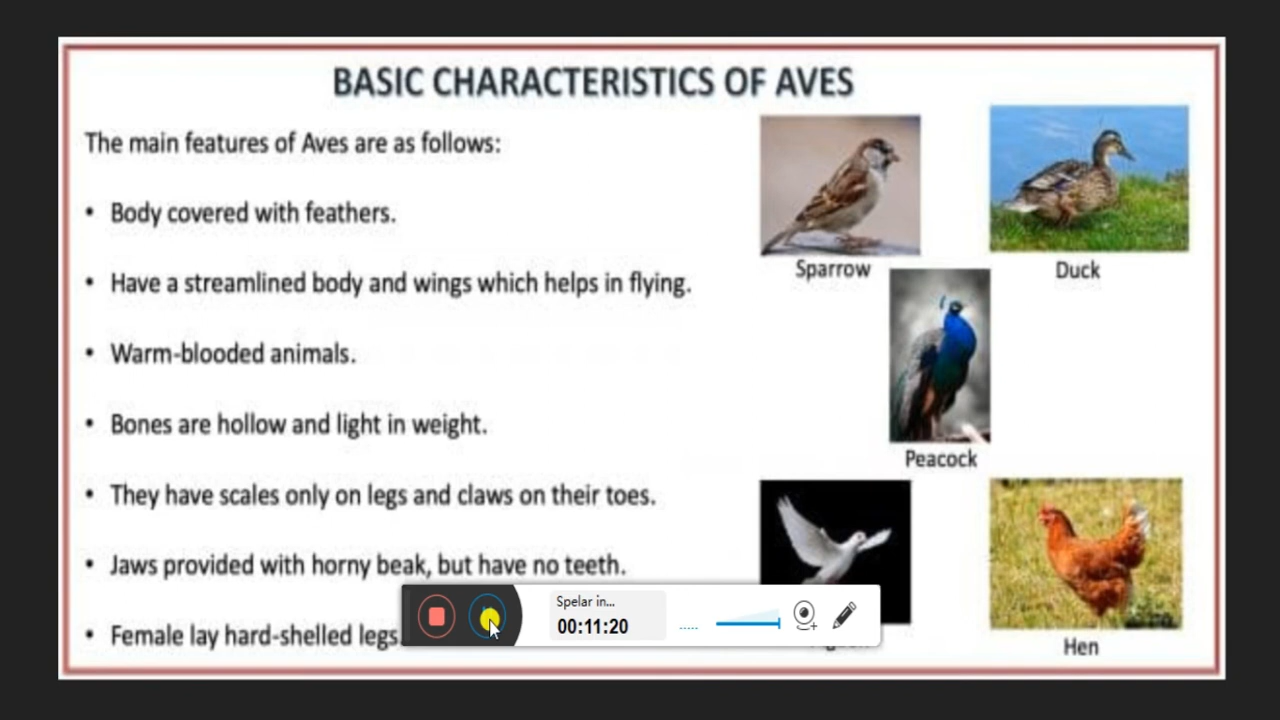 BASIC CHARACTERISTICS OF AVES
The main features of Aves are as follows:
• Body covered with feathers.
• Have a streamlined body and wings which helps in flying.
• Warm-blooded animals.
• Bones are hollow and light in weight.
• They have scales only on legs and claws on their toes.
• Jaws provided with horny beak, but have no teeth.
• Female lay hard-shelled legs.
Sparrow
Duck
Peacock
Hen
Spelar in...
00:11:20